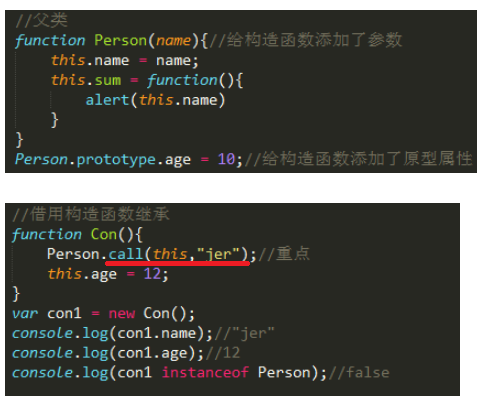 //父类
function Person(name){//给构造函数添加了参数
    this.name = name;
    this.sum = function(){
        alert(this.name)
    }
}
Person.prototype.age = 10;//给构造函数添加了原型属性
//借用构造函数继承
function Con(){
    Person.call(this,"jer");//重点
    this.age = 12;
}
var con1 = new Con();
console.log(con1.name);//"jer"
console.log(con1.age);//12
console.log(con1 instanceof Person);//false